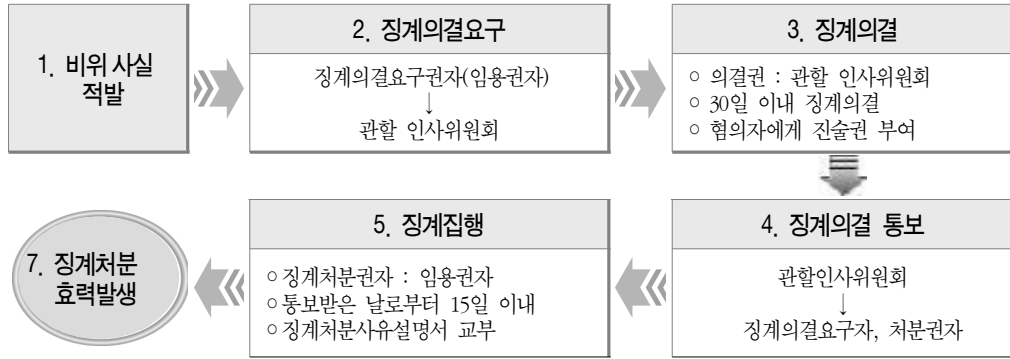 1. 비위 사실
적발
2. 징계의결요구
징계의결요구권자(임용권자)
↓
관할 인사위원회
3. 징계의결
○ 의결권 : 관할 인사위원회
○ 30일 이내 징계의결
○ 혐의자에게 진술권 부여
4. 징계의결 통보
관할인사위원회
↓
징계의결요구자, 처분권자
5. 징계집행
○징계처분권자 : 임용권자
○통보받은 날로부터 15일 이내
○징계처분사유설명서 교부
7. 징계처분
효력발생